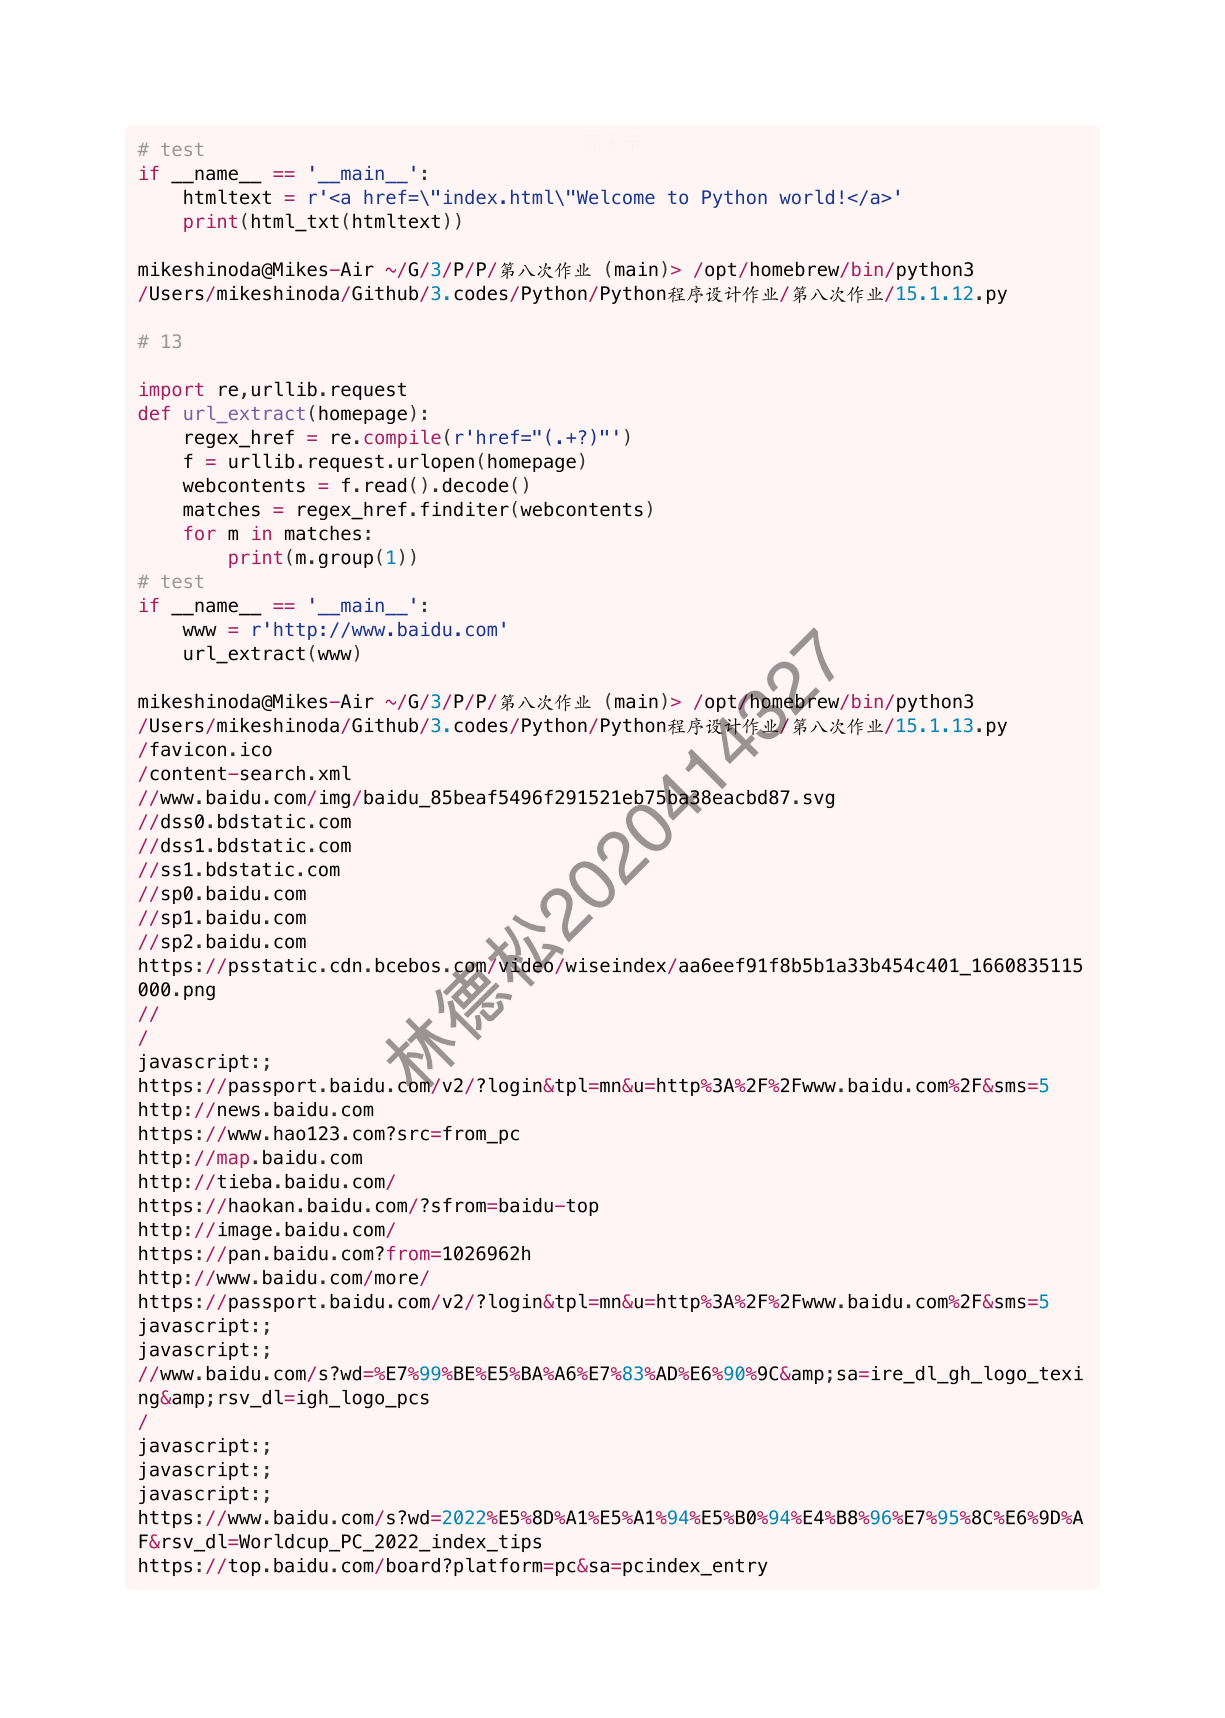 # test
if __name__ == '__main__':
    htmltext = r'<a href=\"index.html\"Welcome to Python world!</a>'
    print(html_txt(htmltext))
mikeshinoda@Mikes-Air ~/G/3/P/P/第八次作业 (main)> /opt/homebrew/bin/python3
/Users/mikeshinoda/Github/3.codes/Python/Python程序设计作业/第八次作业/15.1.12.py
# 13
import re,urllib.request
def url_extract(homepage):
    regex_href = re.compile(r'href="(.+?)"')
    f = urllib.request.urlopen(homepage)
    webcontents = f.read().decode()
    matches = regex_href.finditer(webcontents)
    for m in matches:
        print(m.group(1))
# test
if __name__ == '__main__':
    www = r'http://www.baidu.com'
    url_extract(www)
mikeshinoda@Mikes-Air ~/G/3/P/P/第八次作业 (main)> /opt/homebrew/bin/python3
/Users/mikeshinoda/Github/3.codes/Python/Python程序设计作业/第八次作业/15.1.13.py
/favicon.ico
/content-search.xml
//www.baidu.com/img/baidu_85beaf5496f291521eb75ba38eacbd87.svg
//dss0.bdstatic.com
//dss1.bdstatic.com
//ss1.bdstatic.com
//sp0.baidu.com
//sp1.baidu.com
//sp2.baidu.com
https://psstatic.cdn.bcebos.com/video/wiseindex/aa6eef91f8b5b1a33b454c401_1660835115
000.png
//
/
javascript:;
https://passport.baidu.com/v2/?login&tpl=mn&u=http%3A%2F%2Fwww.baidu.com%2F&sms=5
http://news.baidu.com
https://www.hao123.com?src=from_pc
http://map.baidu.com
http://tieba.baidu.com/
https://haokan.baidu.com/?sfrom=baidu-top
http://image.baidu.com/
https://pan.baidu.com?from=1026962h
http://www.baidu.com/more/
https://passport.baidu.com/v2/?login&tpl=mn&u=http%3A%2F%2Fwww.baidu.com%2F&sms=5
javascript:;
javascript:;
//www.baidu.com/s?wd=%E7%99%BE%E5%BA%A6%E7%83%AD%E6%90%9C&amp;sa=ire_dl_gh_logo_texi
ng&amp;rsv_dl=igh_logo_pcs
/
javascript:;
javascript:;
javascript:;
https://www.baidu.com/s?wd=2022%E5%8D%A1%E5%A1%94%E5%B0%94%E4%B8%96%E7%95%8C%E6%9D%A
F&rsv_dl=Worldcup_PC_2022_index_tips
https://top.baidu.com/board?platform=pc&sa=pcindex_entry
林德松2020414327